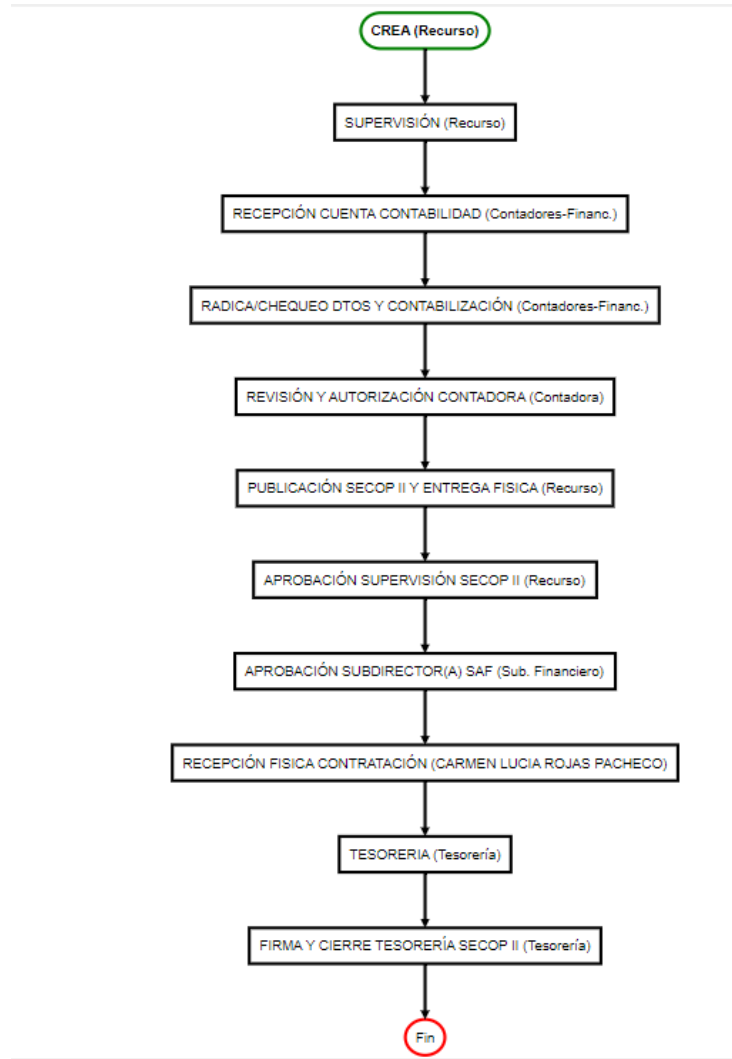 CREA (Recurso)
SUPERVISIÓN (Recurso)
RECEPCIÓN CUENTA CONTABILIDAD (Contadores-Financ.)
RADICA/CHEQUEO DTOS Y CONTABILIZACIÓN (Contadores-Financ.)
REVISIÓN Y AUTORIZACIÓN CONTADORA (Contadora)
PUBLICACIÓN SECOP II Y ENTREGA FISICA (Recurso)
APROBACIÓN SUPERVISIÓN SECOP II (Recurso)
APROBACIÓN SUBDIRECTOR(A) SAF (Sub. Financiero)
RECEPCIÓN FISICA CONTRATACIÓN (CARMEN LUCIA ROJAS PACHECO)
TESORERIA (Tesorería)
FIRMA Y CIERRE TESORERÍA SECOP II (Tesorería)
Fin